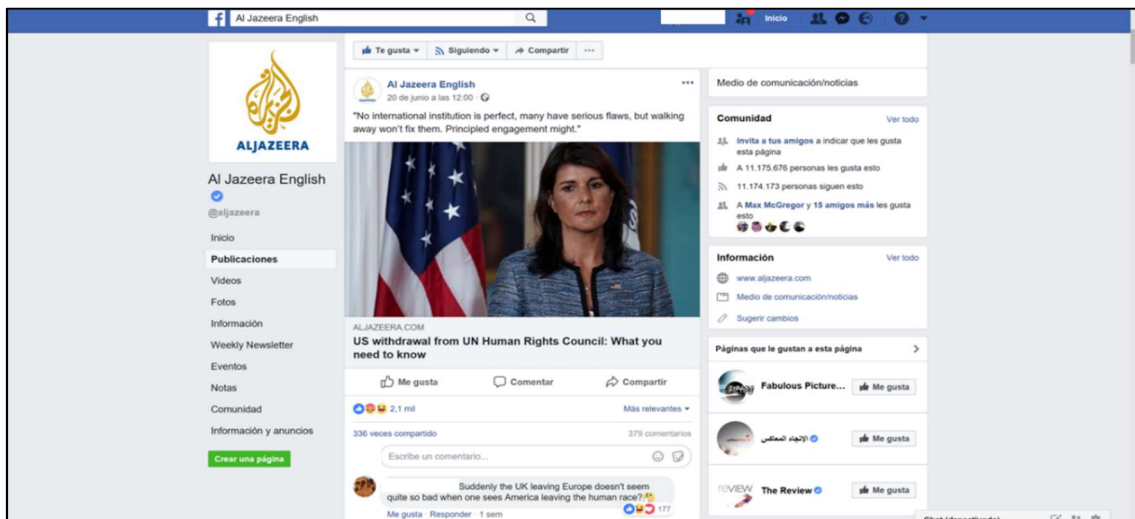 Al Jazeera English
Inicio
Te gusta
Siguiendo
Compartir
ALJAZEERA
Al Jazeera English
@aljazeera
Inicio
Publicaciones
Videos
Fotos
Información
Weekly Newsletter
Eventos
Notas
Comunidad
Información y anuncios
Crear una página
Al Jazeera English
20 de junio a las 12:00
"No international institution is perfect, many have serious flaws, but walking
away won't fix them. Principled engagement might."
ALJAZEERA.COM
US withdrawal from UN Human Rights Council: What you
need to know
Me gusta
Comentar
Compartir
2,1 mil
Más relevantes
336 veces compartido
379 comentarios
Escribe un comentario...
Suddenly the UK leaving Europe doesn't seem
quite so bad when one sees America leaving the human race?
177
Me gusta · Responder · 1 sem
Medio de comunicación/noticias
Comunidad
Ver todo
Invita a tus amigos a indicar que les gusta
esta página
A 11.175.676 personas les gusta esto
11.174.173 personas siguen esto
A Max McGregor y 15 amigos más les gusta
esto
Información
Ver todo
www.aljazeera.com
Medio de comunicación/noticias
Sugerir cambios
Páginas que le gustan a esta página
Fabulous Picture...
Me gusta
الإتجاه المعاكس
Me gusta
REVIEW
The Review
Me gusta